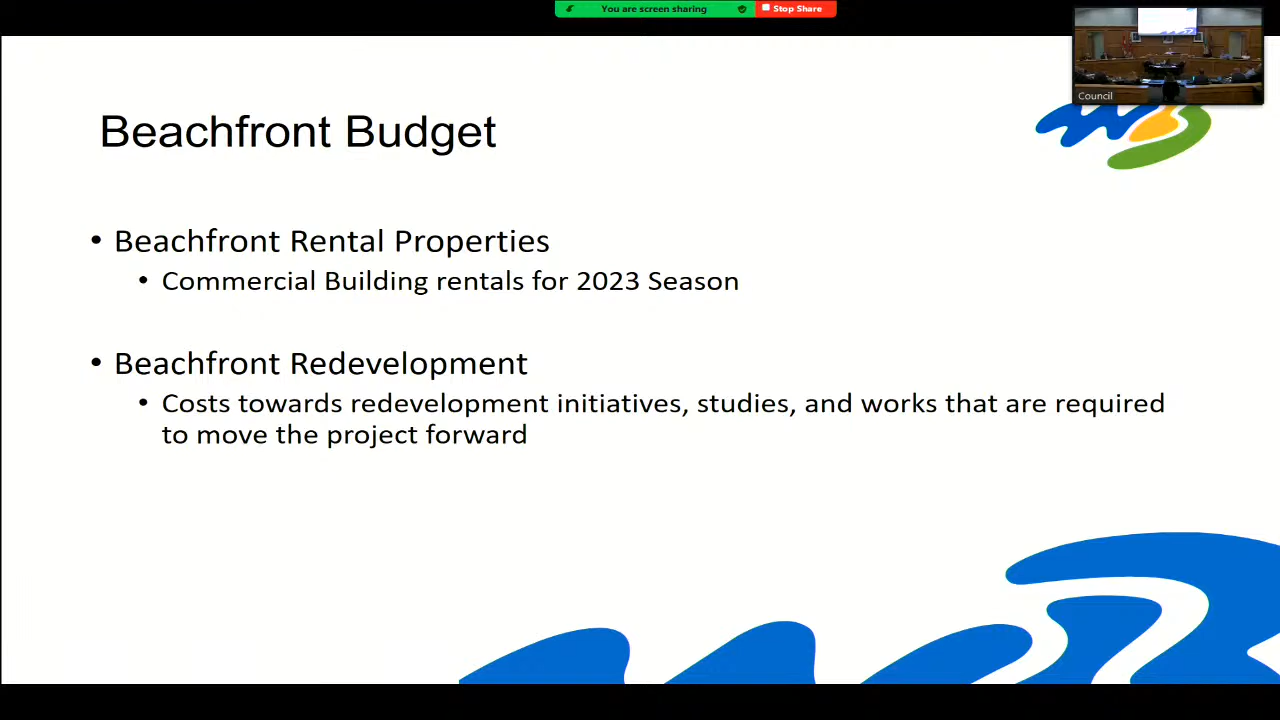 You are screen sharing
Stop Share
Council
Beachfront Budget
• Beachfront Rental Properties
• Commercial Building rentals for 2023 Season
• Beachfront Redevelopment
• Costs towards redevelopment initiatives, studies, and works that are required
to move the project forward